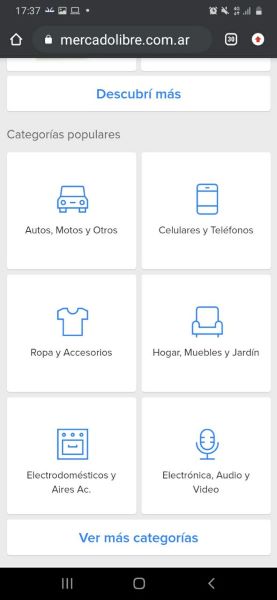 17:37
mercadolibre.com.ar
30
Descubrí más
Categorías populares
Autos, Motos y Otros
Celulares y Teléfonos
Ropa y Accesorios
Hogar, Muebles y Jardín
Electrodomésticos y
Aires Ac.
Electrónica, Audio y
Video
Ver más categorías